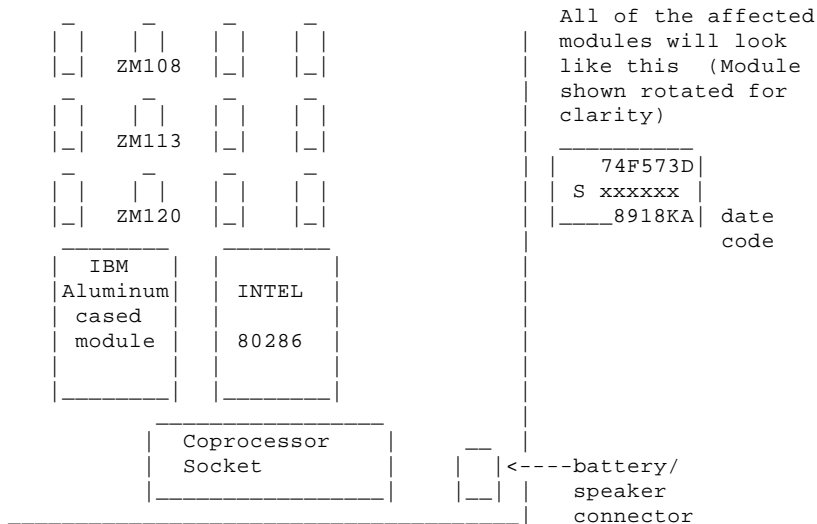 All of the affected
modules will look
like this (Module
shown rotated for
clarity)
ZM108
ZM113
ZM120
74F573D
S xxxxxx
8918KA
date
code
IBM
Aluminum
cased
module
INTEL
80286
Coprocessor
Socket
<----battery/
speaker
connector